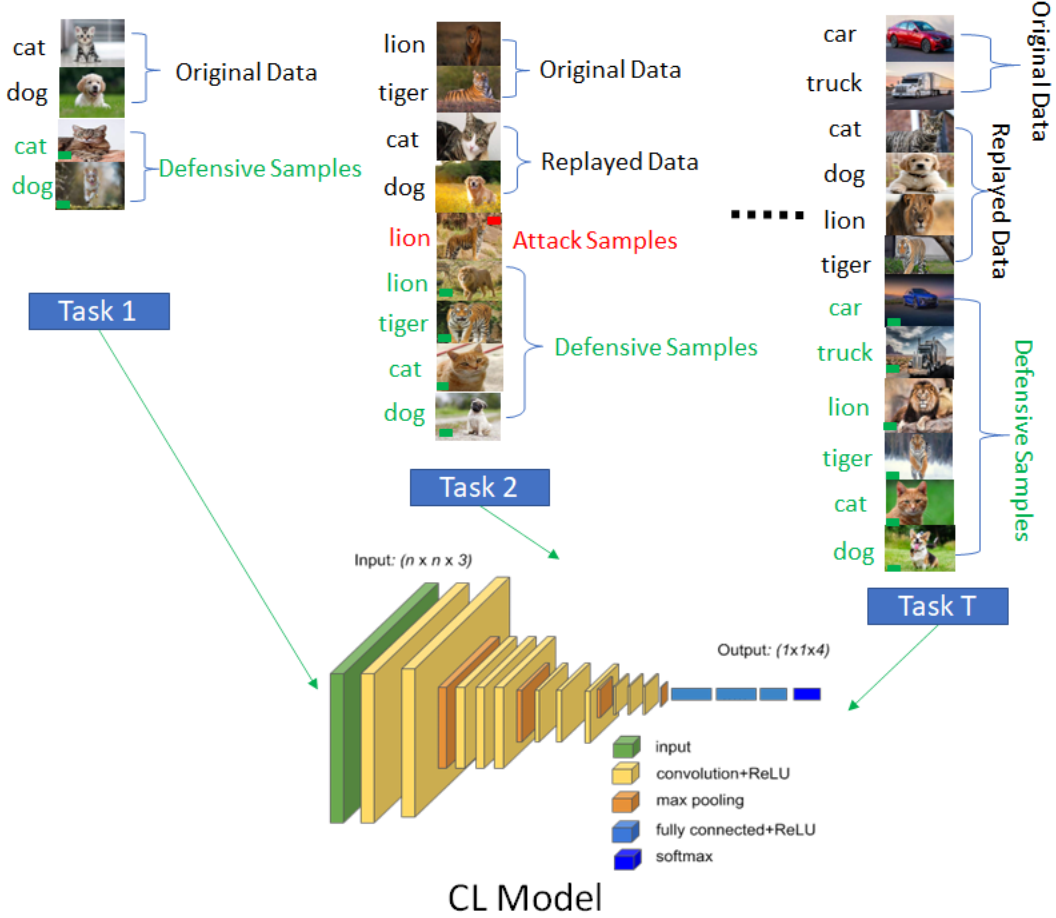 cat
dog
Original Data
cat
dog
Defensive Samples
Task 1
lion
tiger
Original Data
cat
dog
Replayed Data
lion
Attack Samples
lion
tiger
cat
dog
Defensive Samples
Task 2
car
truck
Original Data
cat
dog
lion
tiger
Replayed Data
car
truck
lion
tiger
cat
dog
Defensive Samples
Task T
Input: (n x n x 3)
Output: (1x1x4)
input
convolution+ReLU
max pooling
fully connected+ReLU
softmax
CL Model